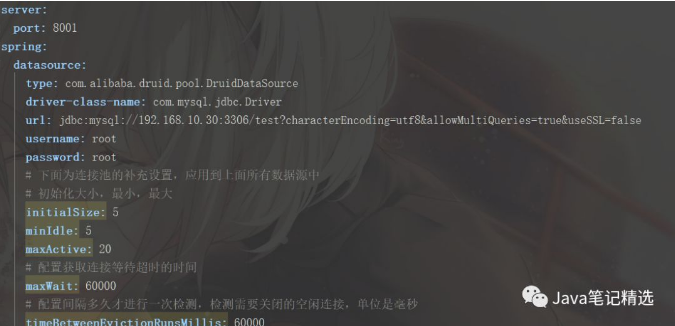 server:
  port: 8001
spring:
  datasource:
    type: com.alibaba.druid.pool.DruidDataSource
    driver-class-name: com.mysql.jdbc.Driver
    url: jdbc:mysql://192.168.10.30:3306/test?characterEncoding=utf8&allowMultiQueries=true&useSSL=false
    username: root
    password: root
    # 下面为连接池的补充设置，应用到上面所有数据源中
    # 初始化大小，最小，最大
    initialSize: 5
    minIdle: 5
    maxActive: 20
    # 配置获取连接等待超时的时间
    maxWait: 60000
    # 配置间隔多久才进行一次检测，检测需要关闭的空闲连接，单位是毫秒
    timeBetweenEvictionRunsMillis: 60000
Java笔记精选